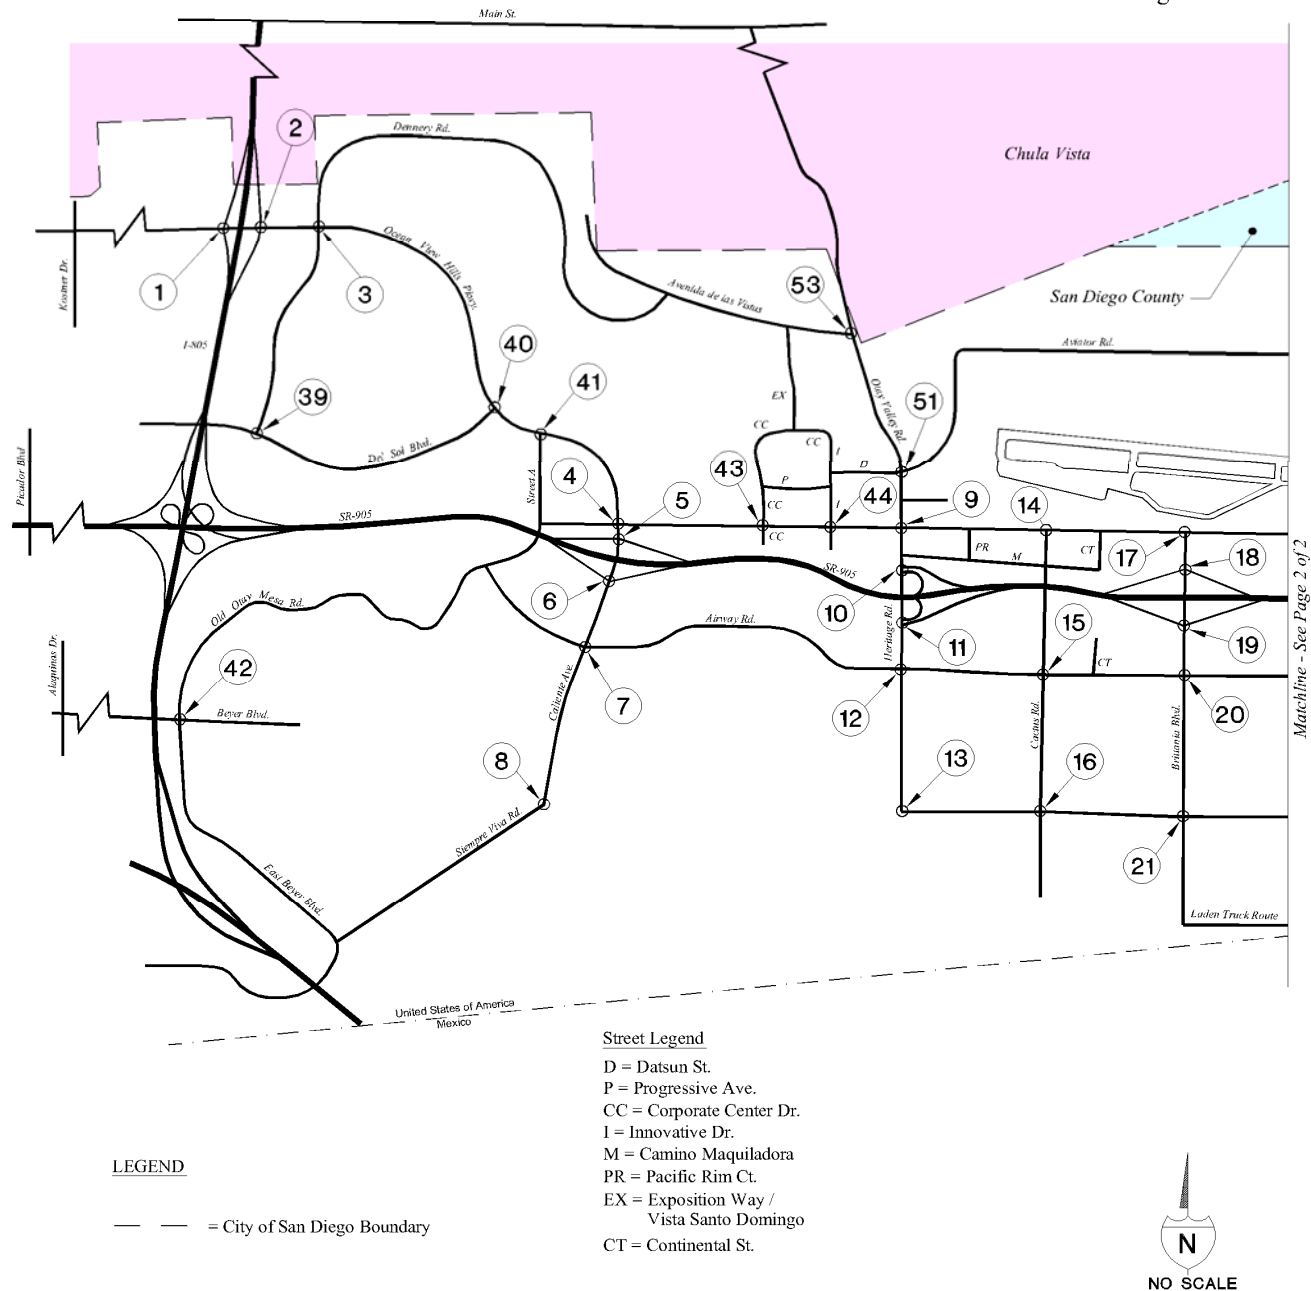 g
Main St.
2
Dennery Rd.
Chula Vista
Kostner Dr.
1
3
Ocean View Hills Pkwy.
Avenida de las Vistas
53
San Diego County
I-805
40
Aviator Rd.
39
41
EX
Otay Valley Rd.
51
CC
CC
Del Sol Blvd.
I
D
Picador Blvd
Street A
4
43
P
5
CC
I
44
9
14
SR-905
CC
PR
M
CT
17
18
SR-905
6
10
Old Otay Mesa Rd.
Airway Rd.
Heritage Rd.
11
15
19
Matchline - See Page 2 of 2
Alaquinas Dr.
42
CT
Beyer Blvd.
Caliente Ave.
7
12
Cactus Rd.
Britania Blvd.
20
8
13
16
Siempre Viva Rd.
21
East Beyer Blvd.
Laden Truck Route
United States of America
Mexico
Street Legend
D = Datsun St.
P = Progressive Ave.
CC = Corporate Center Dr.
I = Innovative Dr.
M = Camino Maquiladora
PR = Pacific Rim Ct.
EX = Exposition Way /
Vista Santo Domingo
CT = Continental St.
LEGEND
= City of San Diego Boundary
N
NO SCALE